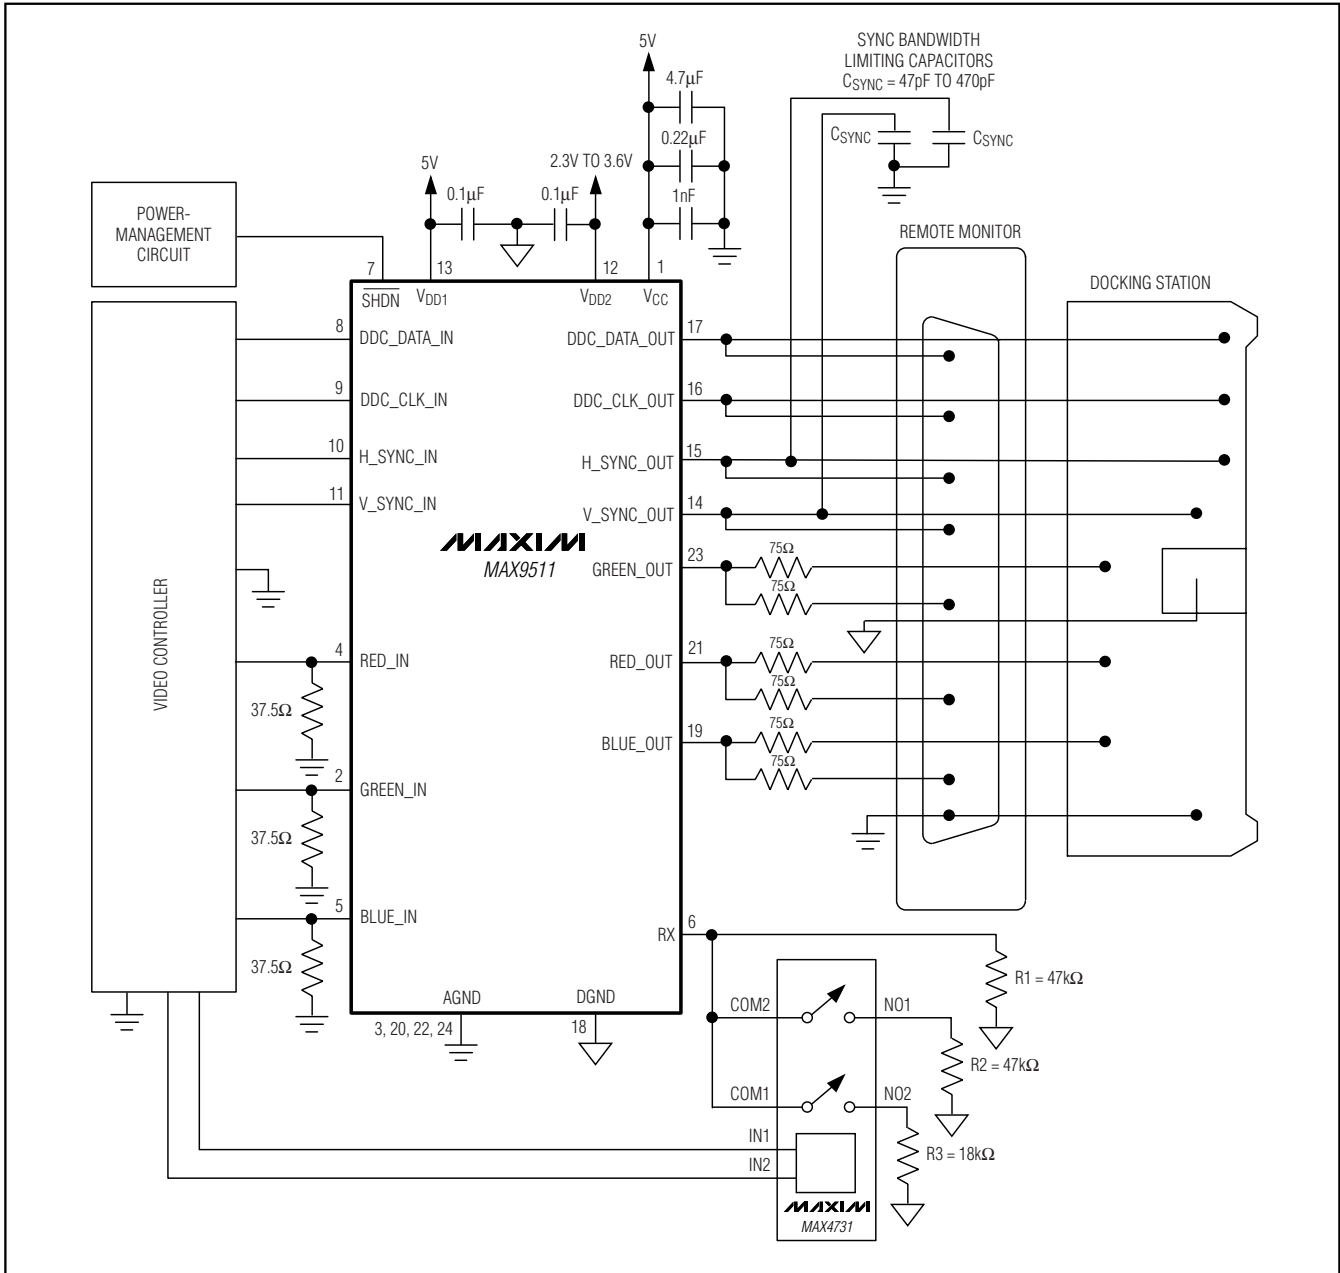 5V
SYNC BANDWIDTH
LIMITING CAPACITORS
CSYNC = 47pF TO 470pF
4.7µF
CSYNC
CSYNC
0.22µF
5V
2.3V TO 3.6V
0.1µF
0.1µF
1nF
POWER-
MANAGEMENT
CIRCUIT
REMOTE MONITOR
DOCKING STATION
7
13
12
1
SHDN
VDD1
VDD2
VCC
8
DDC_DATA_IN
DDC_DATA_OUT
17
9
DDC_CLK_IN
DDC_CLK_OUT
16
10
H_SYNC_IN
H_SYNC_OUT
15
11
V_SYNC_IN
V_SYNC_OUT
14
MAXIM
MAX9511
GREEN_OUT
23
75Ω
75Ω
VIDEO CONTROLLER
4
RED_IN
RED_OUT
21
75Ω
75Ω
37.5Ω
BLUE_OUT
19
75Ω
75Ω
2
GREEN_IN
37.5Ω
5
BLUE_IN
37.5Ω
RX
6
R1 = 47kΩ
AGND
DGND
3, 20, 22, 24
18
COM2
NO1
R2 = 47kΩ
COM1
NO2
R3 = 18kΩ
IN1
IN2
MAXIM
MAX4731